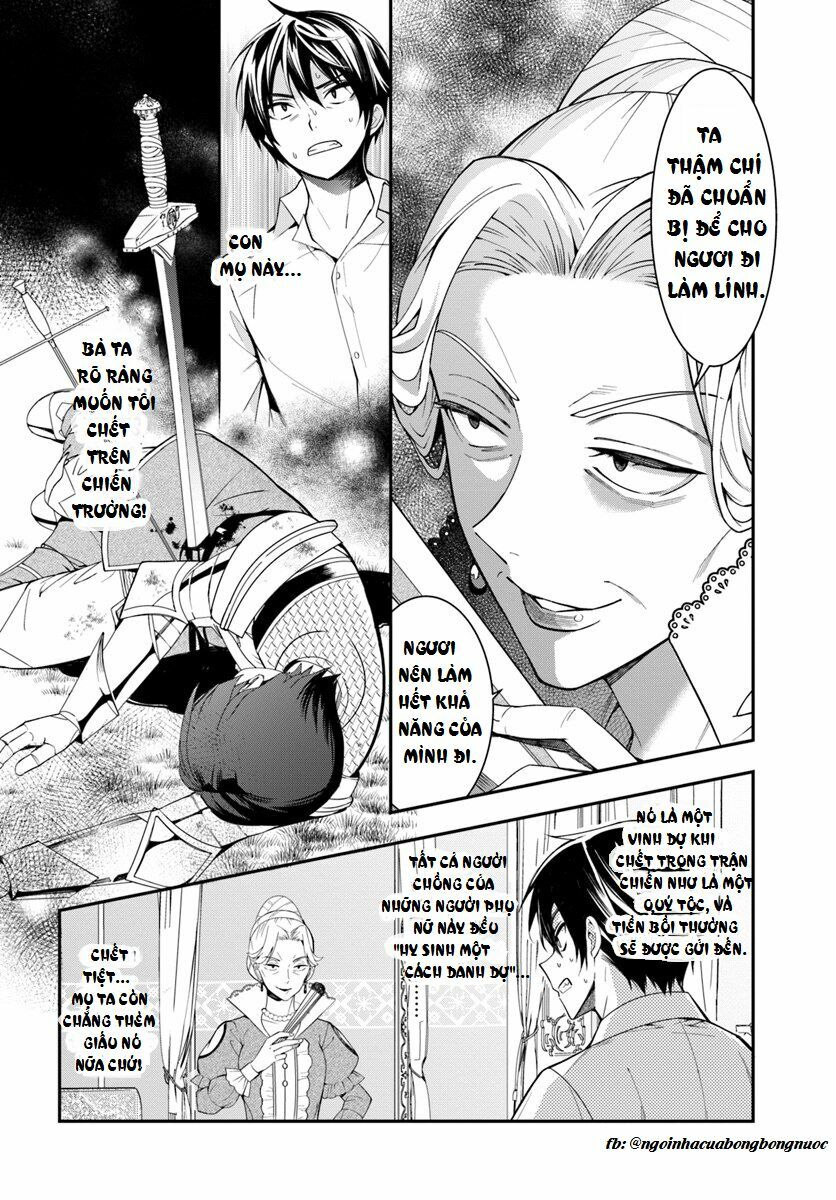 TA
THẬM CHÍ
ĐÃ CHUẨN
BỊ ĐỂ CHO
NGƯƠI ĐI
LÀM LÍNH.
NGƯƠI
NÊN LÀM
HẾT KHẢ
NĂNG CỦA
MÌNH ĐI.
CON
MỤ NÀY...
BÀ TA
RÕ RÀNG
MUỐN TÔI
CHẾT
TRÊN
CHIẾN
TRƯỜNG!
NÓ LÀ MỘT
VINH DỰ KHI
CHẾT TRONG TRẬN
CHIẾN NHƯ LÀ MỘT
QUÝ TỘC, VÀ
TIỀN BỒI THƯỜNG
SẼ ĐƯỢC GỬI ĐẾN.
TẤT CẢ NGƯỜI
CHỒNG CỦA
NHỮNG NGƯỜI PHỤ
NỮ NÀY ĐỀU
"HY SINH MỘT
CÁCH DANH DỰ"...
......
CHẾT
TIỆT...
MỤ TA CÒN
CHẲNG THÈM
GIẤU NÓ
NỮA CHỨ!
fb: @ngoinhacuabongbongnuoc